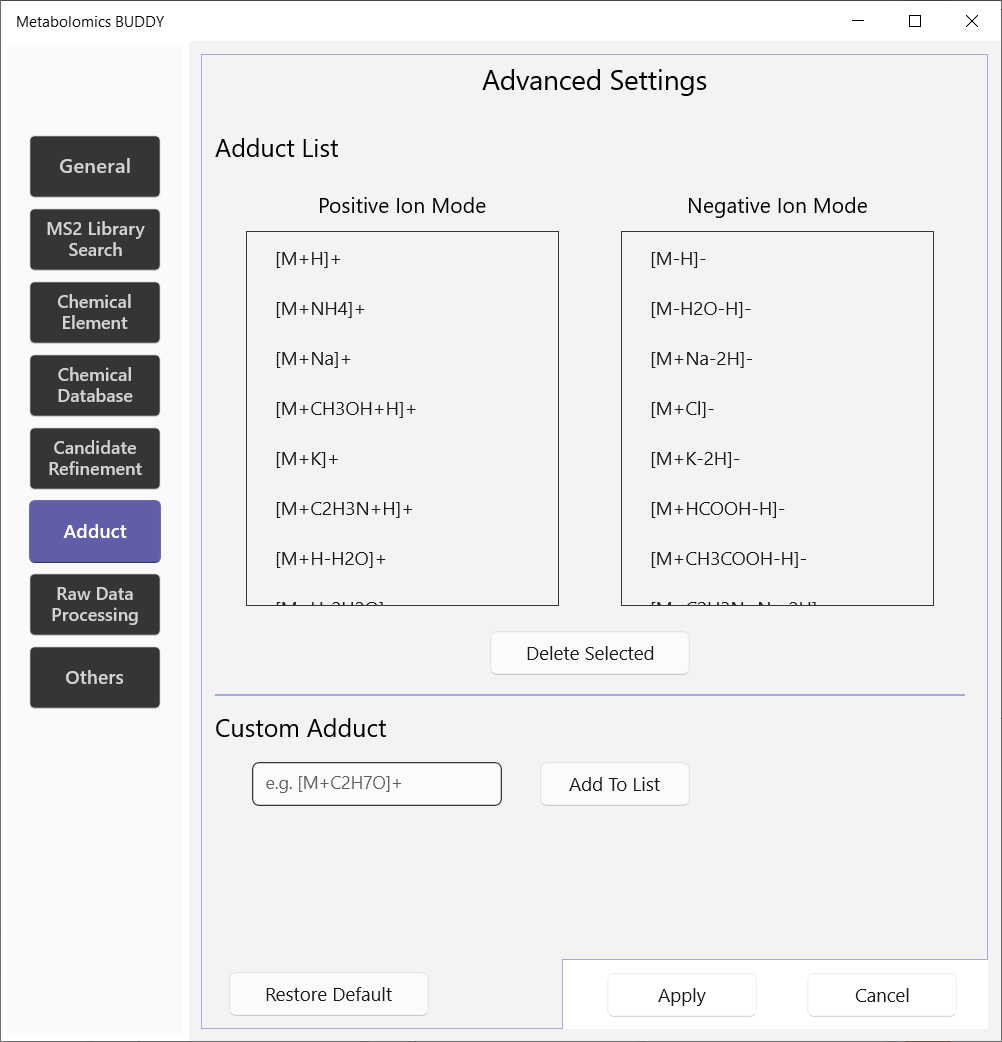 Metabolomics BUDDY
Advanced Settings
General
MS2 Library
Search
Chemical
Element
Chemical
Database
Candidate
Refinement
Adduct
Raw Data
Processing
Others
Adduct List
Positive Ion Mode
[M+H]+
[M+NH4]+
[M+Na]+
[M+CH3OH+H]+
[M+K]+
[M+C2H3N+H]+
[M+H-H2O]+
Negative Ion Mode
[M-H]-
[M-H2O-H]-
[M+Na-2H]-
[M+Cl]-
[M+K-2H]-
[M+HCOOH-H]-
[M+CH3COOH-H]-
Delete Selected
Custom Adduct
e.g. [M+C2H7O]+
Add To List
Restore Default
Apply
Cancel